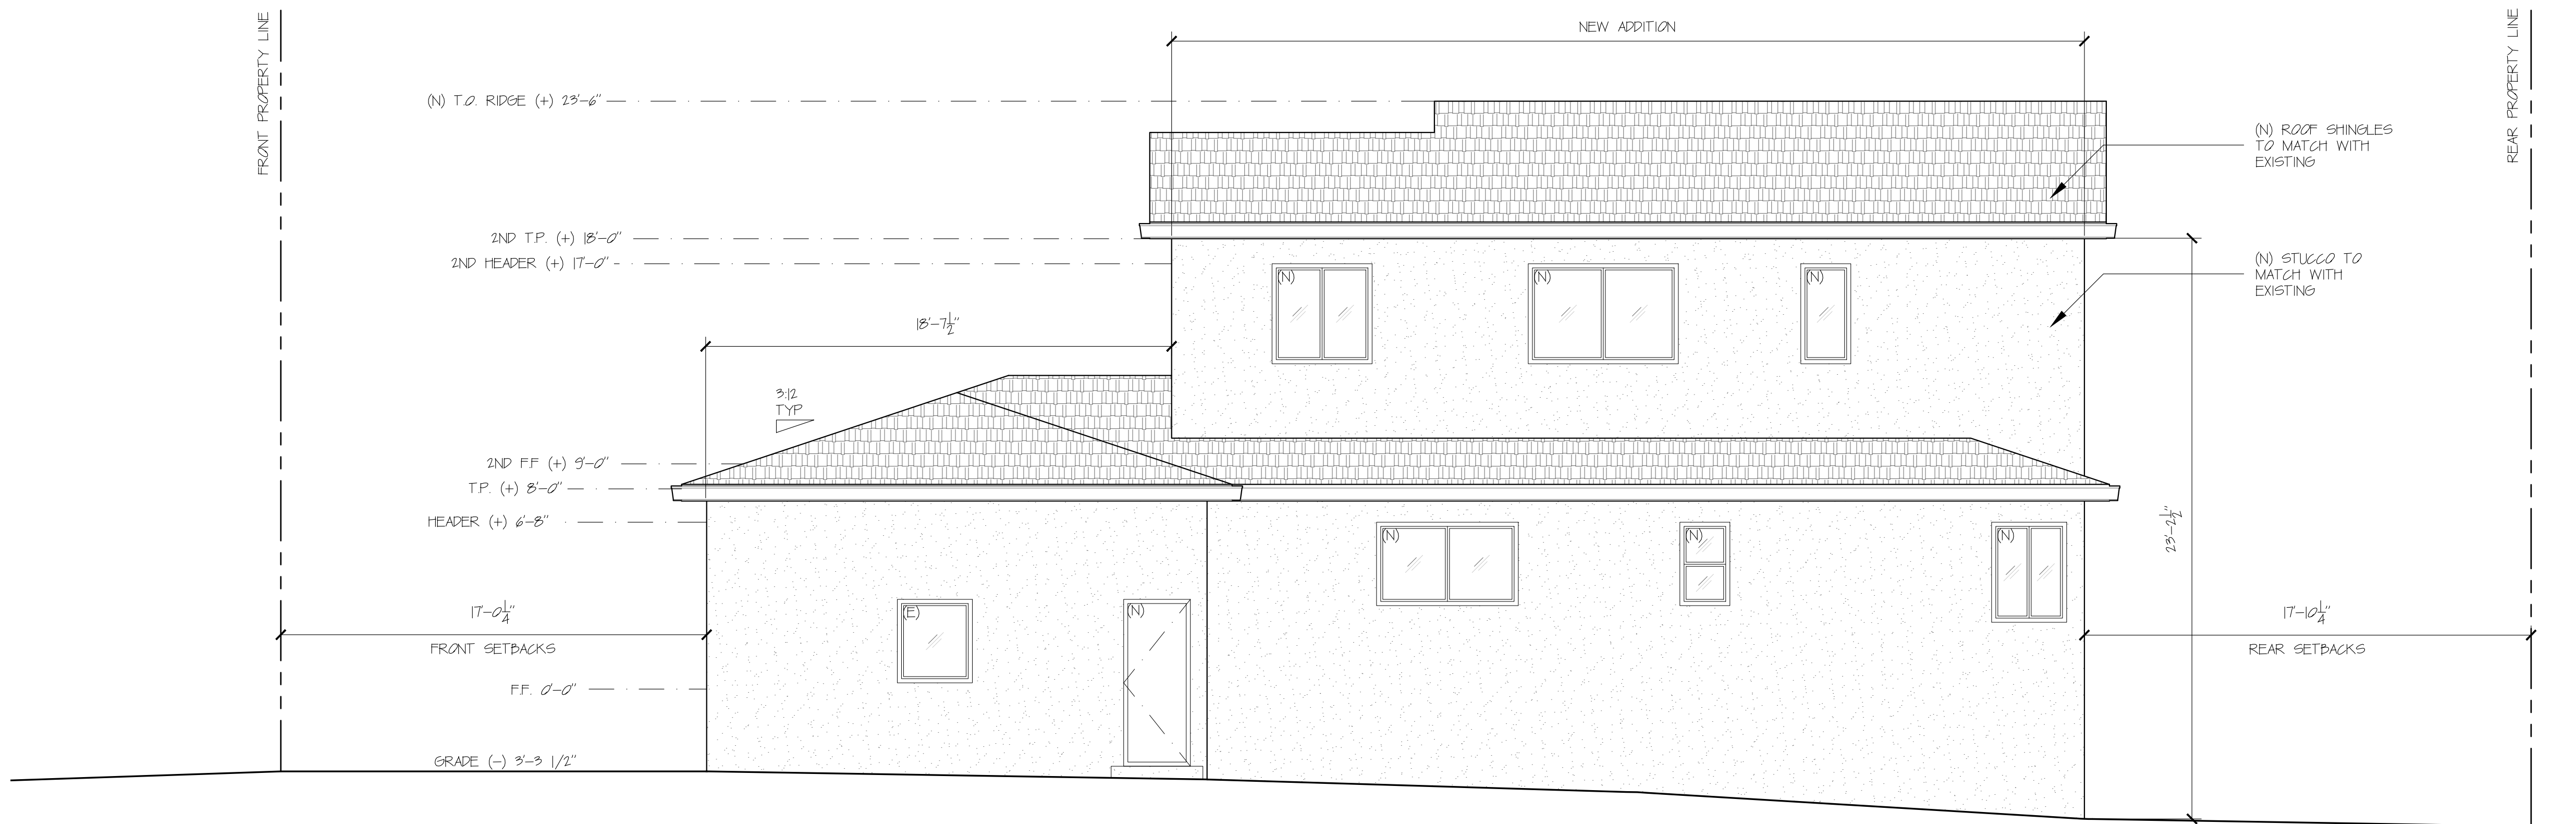 FRONT PROPERTY LINE
REAR PROPERTY LINE
NEW ADDITION
(N) T.O. RIDGE (+) 23'-6"
(N) ROOF SHINGLES
TO MATCH WITH
EXISTING
2ND T.P. (+) 18'-0"
2ND HEADER (+) 17'-0"
(N) STUCCO TO
MATCH WITH
EXISTING
(N)
(N)
(N)
18'-7 1/2"
3:12
TYP
2ND F.F (+) 9'-0"
T.P. (+) 8'-0"
HEADER (+) 6'-8"
(N)
(N)
(N)
23'-2 1/2"
(E)
(N)
17'-0 1/4"
FRONT SETBACKS
17'-10 1/4"
REAR SETBACKS
F.F. 0'-0"
GRADE (-) 3'-3 1/2"